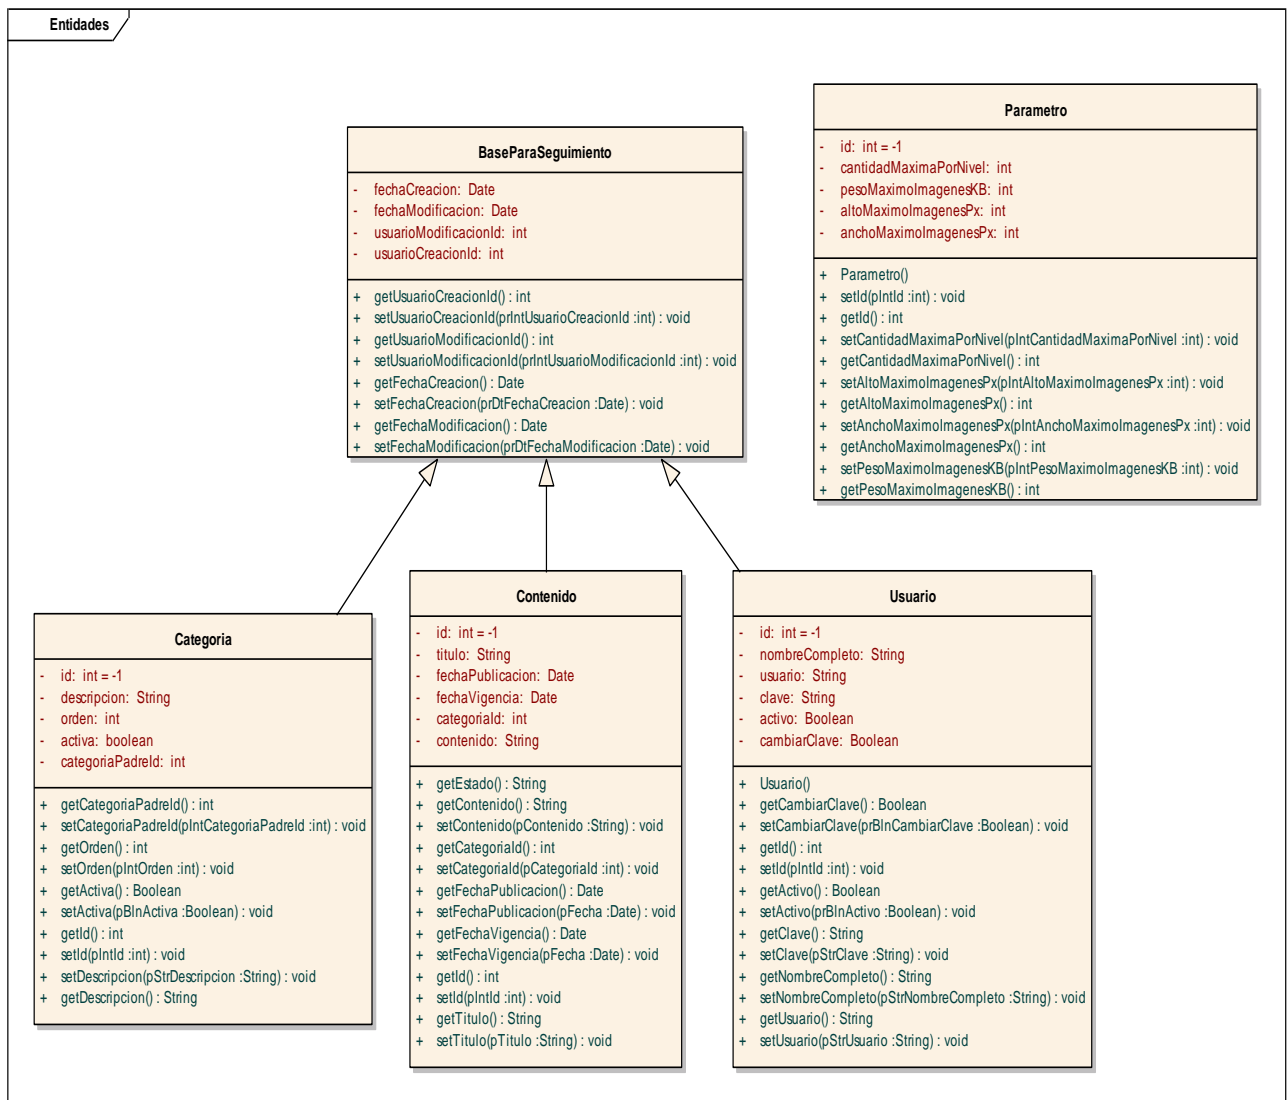 Entidades
BaseParaSeguimiento
- fechaCreacion: Date
- fechaModificacion: Date
- usuarioModificacionId: int
- usuarioCreacionId: int
+ getUsuarioCreacionId() : int
+ setUsuarioCreacionId(prIntUsuarioCreacionId :int) : void
+ getUsuarioModificacionId() : int
+ setUsuarioModificacionId(prIntUsuarioModificacionId :int) : void
+ getFechaCreacion() : Date
+ setFechaCreacion(prDtFechaCreacion :Date) : void
+ getFechaModificacion() : Date
+ setFechaModificacion(prDtFechaModificacion :Date) : void
Parametro
- id: int = -1
- cantidadMaximaPorNivel: int
- pesoMaximoImagenesKB: int
- altoMaximoImagenesPx: int
- anchoMaximoImagenesPx: int
+ Parametro()
+ setId(pIntId :int) : void
+ getId() : int
+ setCantidadMaximaPorNivel(pIntCantidadMaximaPorNivel :int) : void
+ getCantidadMaximaPorNivel() : int
+ setAltoMaximoImagenesPx(pIntAltoMaximoImagenesPx :int) : void
+ getAltoMaximoImagenesPx() : int
+ setAnchoMaximoImagenesPx(pIntAnchoMaximoImagenesPx :int) : void
+ getAnchoMaximoImagenesPx() : int
+ setPesoMaximoImagenesKB(pIntPesoMaximoImagenesKB :int) : void
+ getPesoMaximoImagenesKB() : int
Categoria
- id: int = -1
- descripcion: String
- orden: int
- activa: boolean
- categoriaPadreId: int
+ getCategoriaPadreId() : int
+ setCategoriaPadreId(pIntCategoriaPadreId :int) : void
+ getOrden() : int
+ setOrden(pIntOrden :int) : void
+ getActiva() : Boolean
+ setActiva(pBlnActiva :Boolean) : void
+ getId() : int
+ setId(pIntId :int) : void
+ setDescripcion(pStrDescripcion :String) : void
+ getDescripcion() : String
Contenido
- id: int = -1
- titulo: String
- fechaPublicacion: Date
- fechaVigencia: Date
- categoriaId: int
- contenido: String
+ getEstado() : String
+ getContenido() : String
+ setContenido(pContenido :String) : void
+ getCategoriaId() : int
+ setCategoriaId(pCategoriaId :int) : void
+ getFechaPublicacion() : Date
+ setFechaPublicacion(pFecha :Date) : void
+ getFechaVigencia() : Date
+ setFechaVigencia(pFecha :Date) : void
+ getId() : int
+ setId(pIntId :int) : void
+ getTitulo() : String
+ setTitulo(pTitulo :String) : void
Usuario
- id: int = -1
- nombreCompleto: String
- usuario: String
- clave: String
- activo: Boolean
- cambiarClave: Boolean
+ Usuario()
+ getCambiarClave() : Boolean
+ setCambiarClave(prBlnCambiarClave :Boolean) : void
+ getId() : int
+ setId(pIntId :int) : void
+ getActivo() : Boolean
+ setActivo(prBlnActivo :Boolean) : void
+ getClave() : String
+ setClave(pStrClave :String) : void
+ getNombreCompleto() : String
+ setNombreCompleto(pStrNombreCompleto :String) : void
+ getUsuario() : String
+ setUsuario(pStrUsuario :String) : void